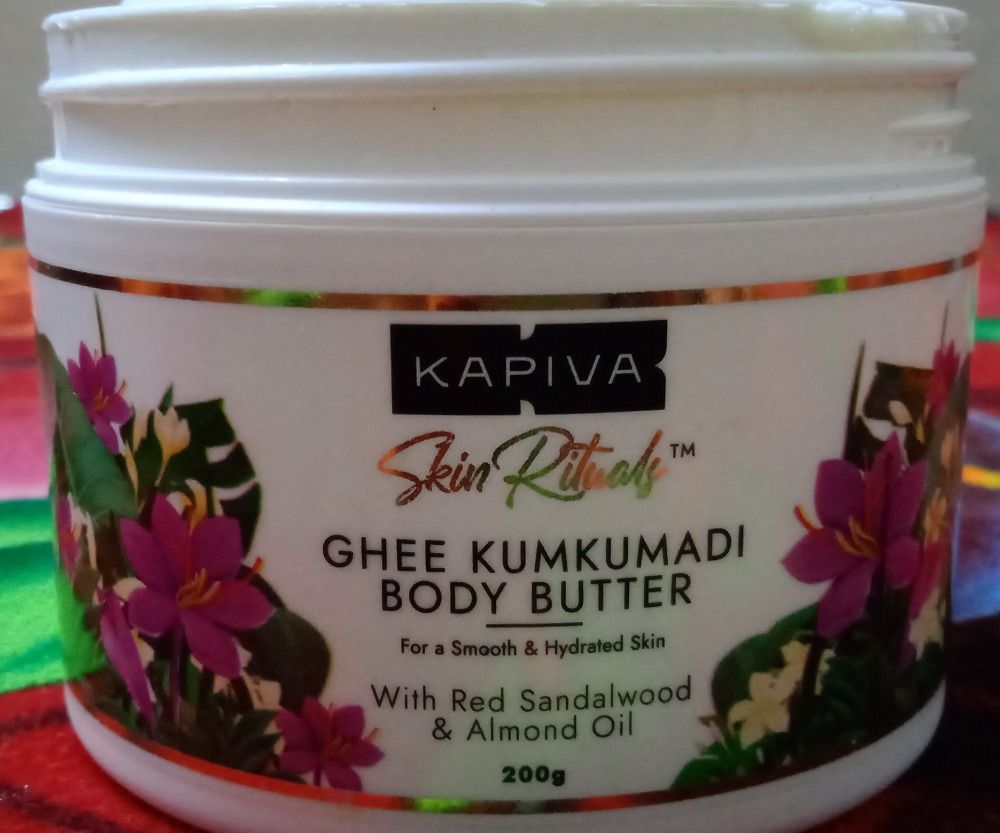 KAPIVA
Skin Rituals™
GHEE KUMKUMADI
BODY BUTTER
For a Smooth & Hydrated Skin
With Red Sandalwood
& Almond Oil
200g